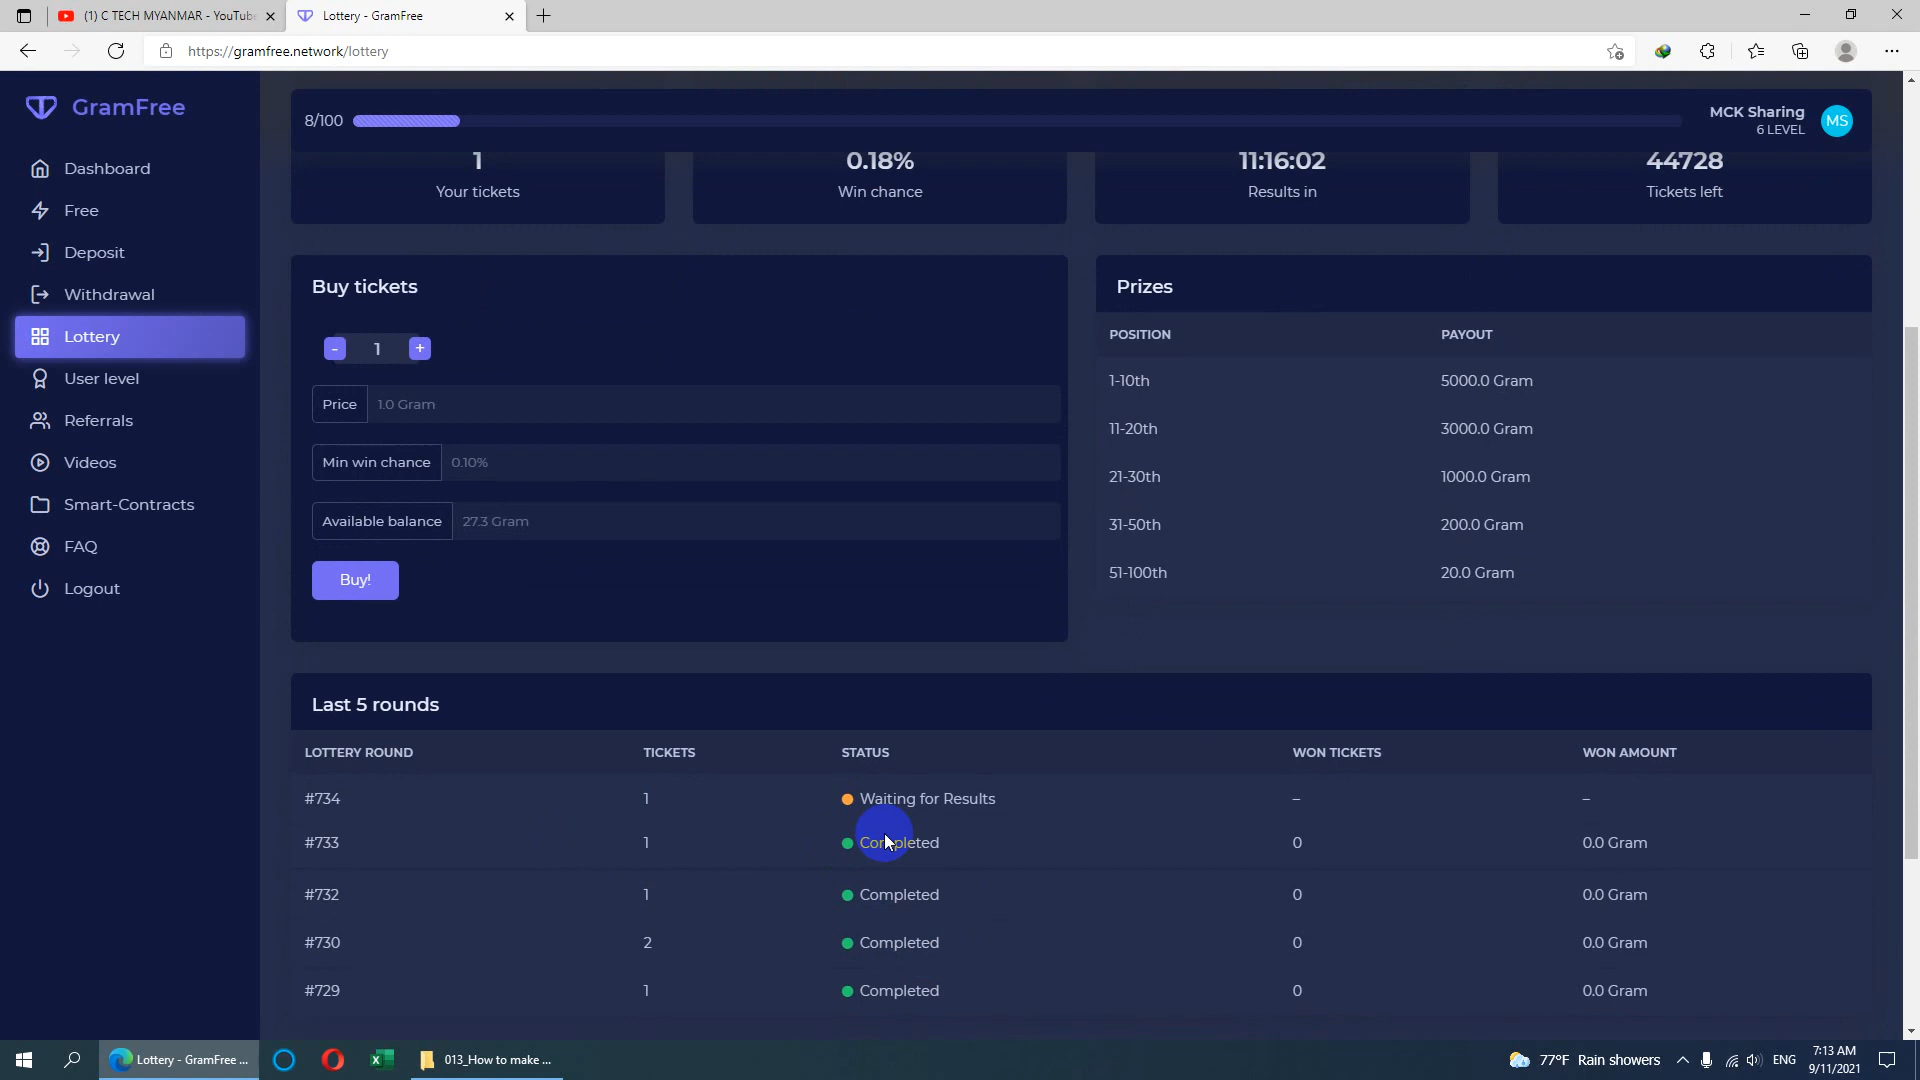 (1) C TECH MYANMAR - YouTube
Lottery - GramFree
https://gramfree.network/lottery
GramFree
8/100
MCK Sharing
6 LEVEL
MS
Dashboard
Free
Deposit
Withdrawal
Lottery
User level
Referrals
Videos
Smart-Contracts
FAQ
Logout
1
Your tickets
0.18%
Win chance
11:16:02
Results in
44728
Tickets left
Buy tickets
- 1 +
Price 1.0 Gram
Min win chance 0.10%
Available balance 27.3 Gram
Buy!
Prizes
POSITION PAYOUT
1-10th 5000.0 Gram
11-20th 3000.0 Gram
21-30th 1000.0 Gram
31-50th 200.0 Gram
51-100th 20.0 Gram
Last 5 rounds
LOTTERY ROUND TICKETS STATUS WON TICKETS WON AMOUNT
#734 1 Waiting for Results – –
#733 1 Completed 0 0.0 Gram
#732 1 Completed 0 0.0 Gram
#730 2 Completed 0 0.0 Gram
#729 1 Completed 0 0.0 Gram
Lottery - GramFree ...
013_How to make ...
77°F Rain showers
ENG
7:13 AM
9/11/2021